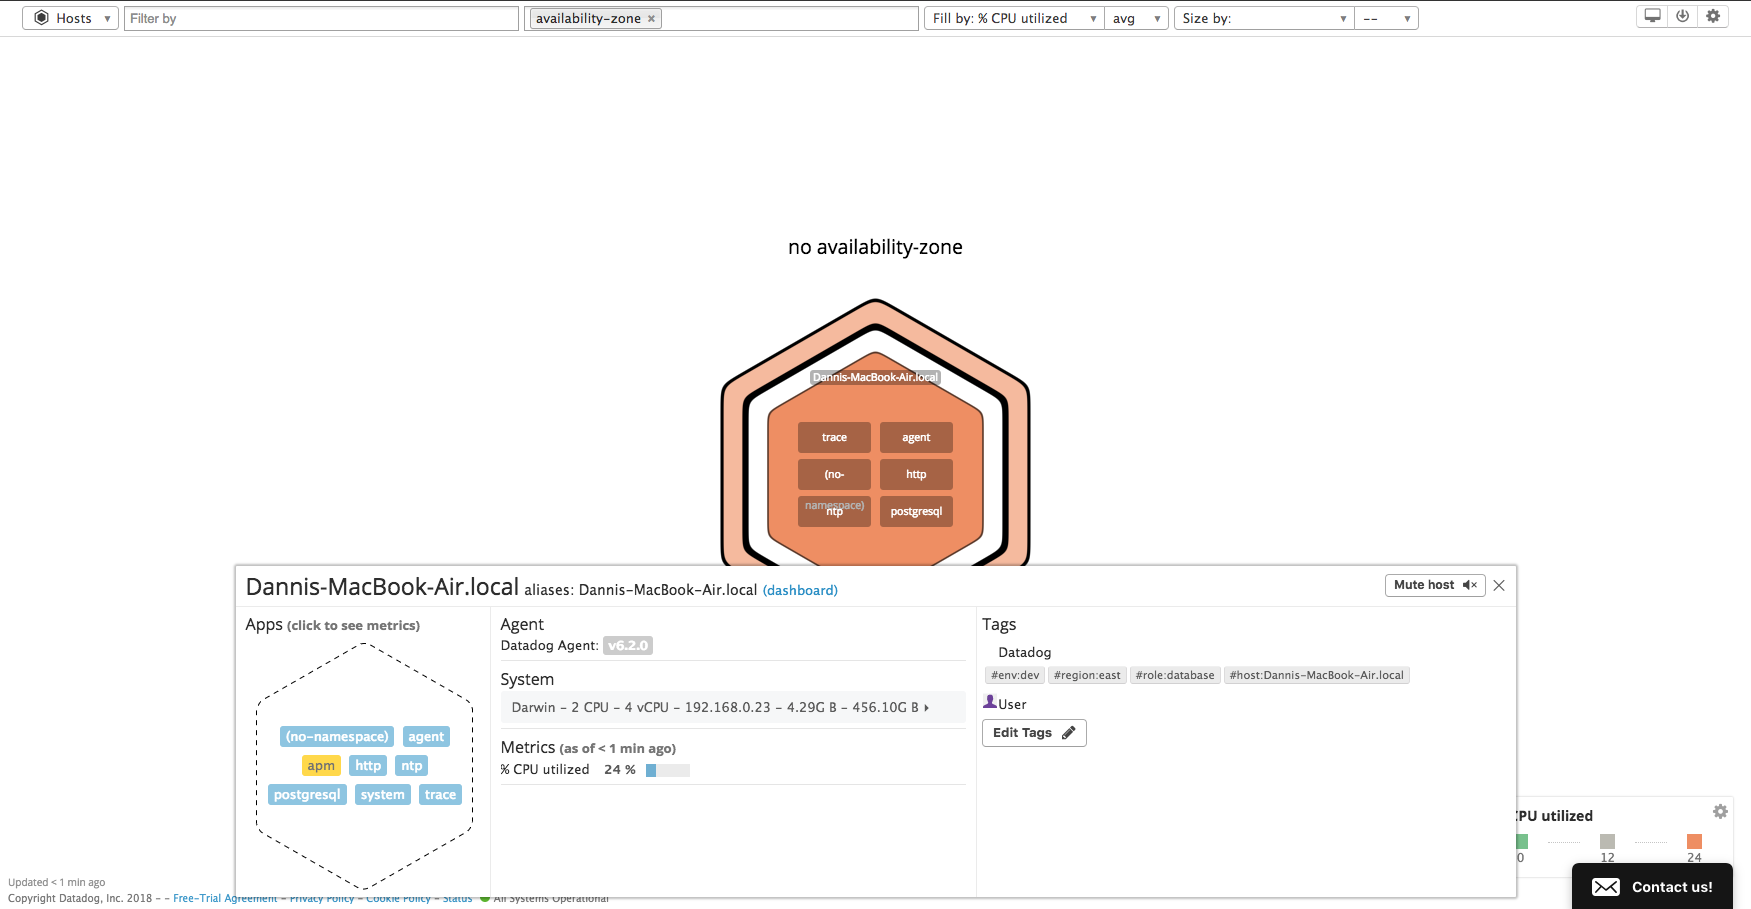 Hosts
Filter by
availability-zone ×
Fill by: % CPU utilized
avg
Size by:
--
no availability-zone
Dannis-MacBook-Air.local
trace agent
(no- http
namespace)
ntp postgresql
Dannis-MacBook-Air.local aliases: Dannis-MacBook-Air.local (dashboard)
Mute host
Apps (click to see metrics)
(no-namespace) agent
apm http ntp
postgresql system trace
Agent
Datadog Agent: v6.2.0
System
Darwin - 2 CPU - 4 vCPU - 192.168.0.23 - 4.29G B - 456.10G B
Metrics (as of < 1 min ago)
% CPU utilized 24 %
Tags
Datadog
#env:dev #region:east #role:database #host:Dannis-MacBook-Air.local
User
Edit Tags
CPU utilized
0 12 24
Contact us!
Updated < 1 min ago
Copyright Datadog, Inc. 2018 - - Free-Trial Agreement - Privacy Policy - Cookie Policy - Status All Systems Operational